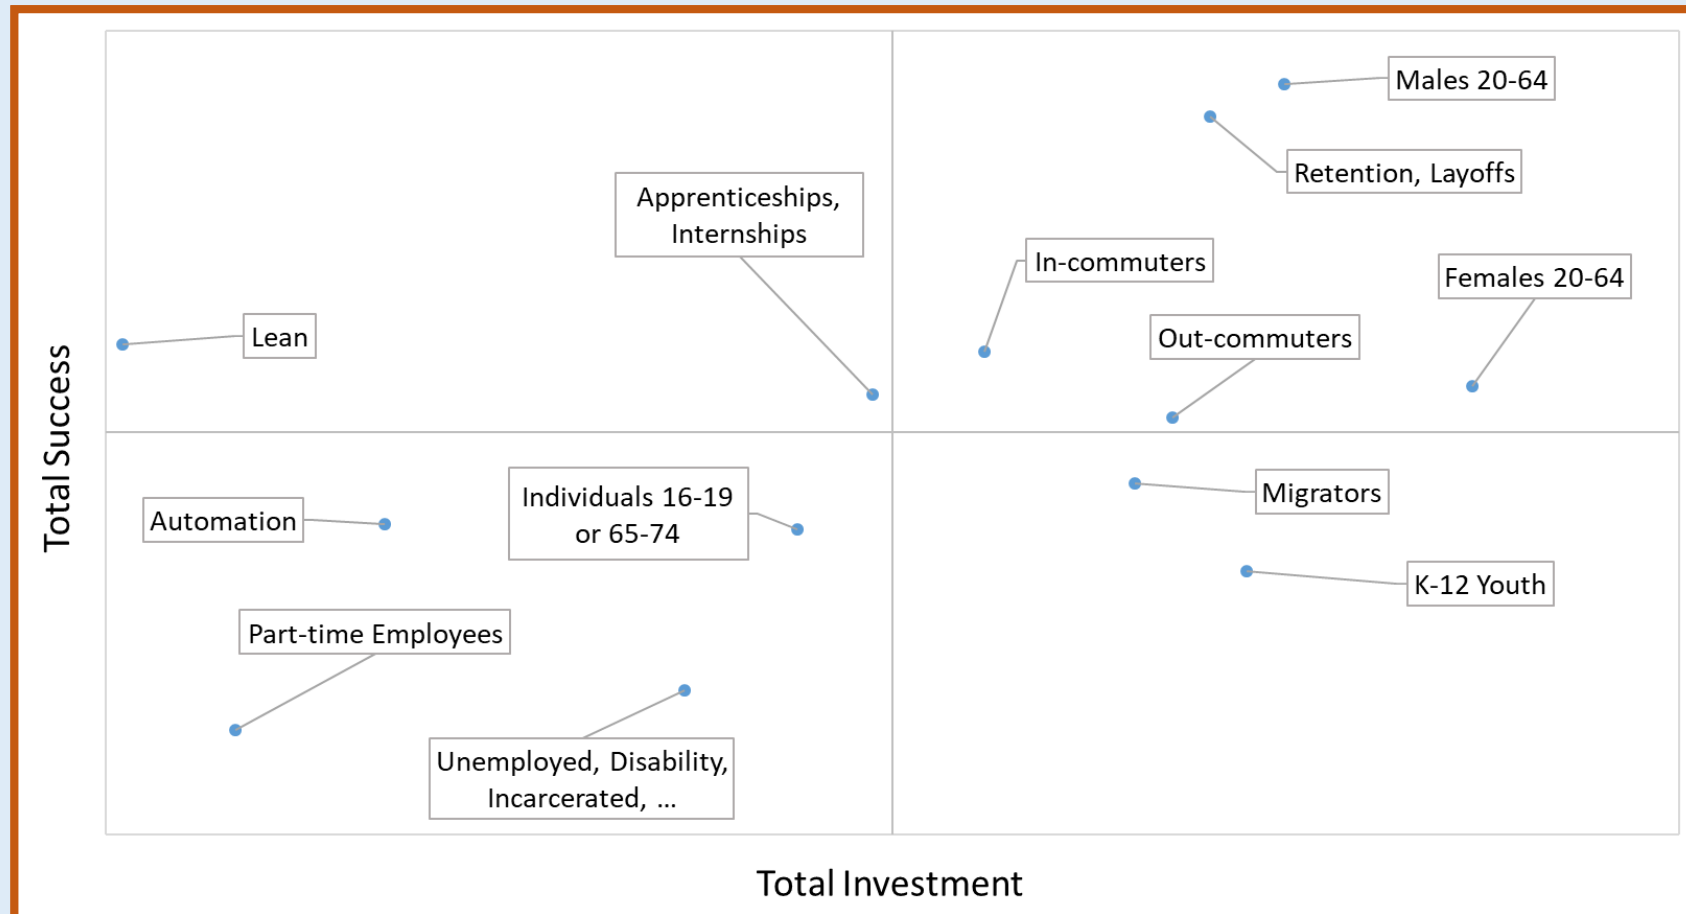 Males 20-64
Retention, Layoffs
Apprenticeships,
Internships
In-commuters
Females 20-64
Lean
Out-commuters
Total Success
Automation
Individuals 16-19
or 65-74
Migrators
K-12 Youth
Part-time Employees
Unemployed, Disability,
Incarcerated, ...
Total Investment